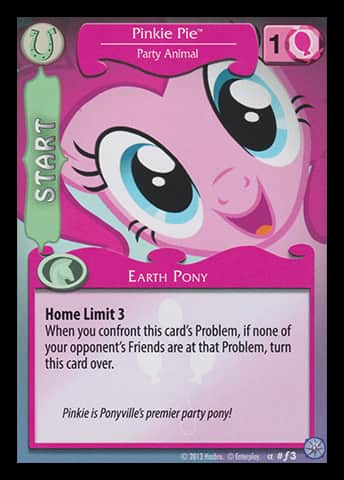 Pinkie Pie™
Party Animal
1
START
EARTH PONY
Home Limit 3
When you confront this card's Problem, if none of
your opponent's Friends are at that Problem, turn
this card over.
Pinkie is Ponyville's premier party pony!
© 2013 Hasbro. © Enterplay. α #ƒ3